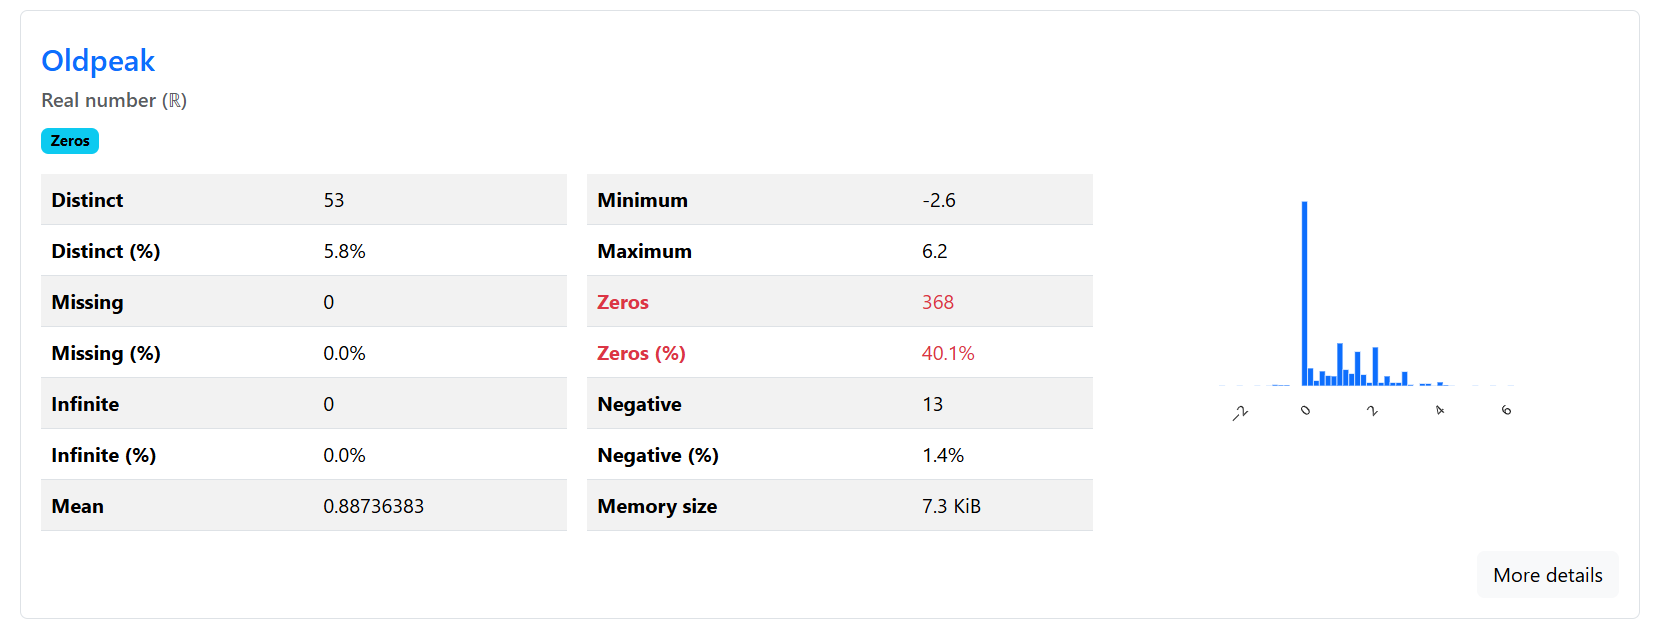 Oldpeak
Real number (ℝ)
Zeros
Distinct 53
Distinct (%) 5.8%
Missing 0
Missing (%) 0.0%
Infinite 0
Infinite (%) 0.0%
Mean 0.88736383
Minimum -2.6
Maximum 6.2
Zeros 368
Zeros (%) 40.1%
Negative 13
Negative (%) 1.4%
Memory size 7.3 KiB
−2 0 2 4 6
More details